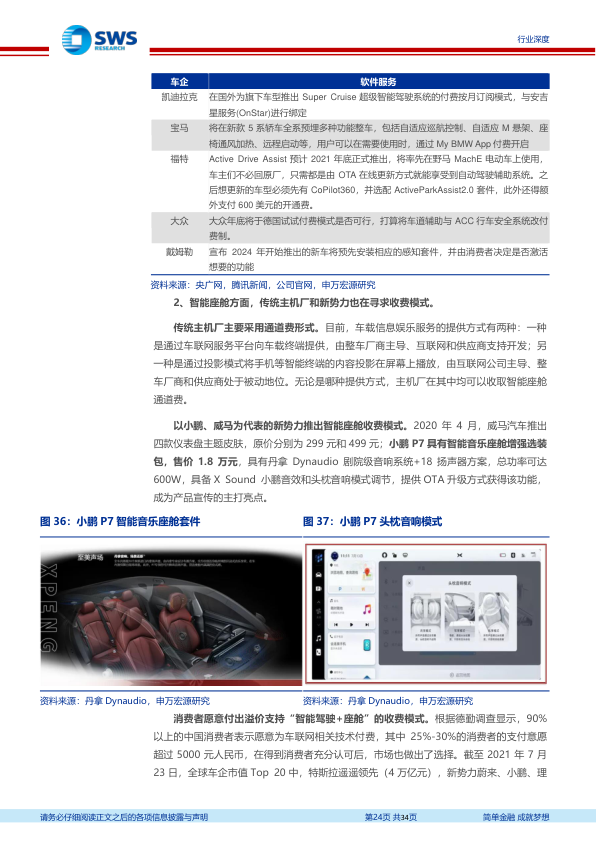 SWS
RESEARCH
行业深度
车企 软件服务
凯迪拉克 在国外为旗下车型推出 Super Cruise 超级智能驾驶系统的付费按月订阅模式，与安吉
星服务(OnStar)进行绑定
宝马 将在新款 5 系轿车全系预埋多种功能整车，包括自适应巡航控制、自适应 M 悬架、座
椅通风加热、远程启动等，用户可以在需要使用时，通过 My BMW App 付费开启
福特 Active Drive Assist 预计 2021 年底正式推出，将率先在野马 MachE 电动车上使用，
车主们不必回原厂，只需都是由 OTA 在线更新方式就能享受到自动驾驶辅助系统。之
后想更新的车型必须先有 CoPilot360，并选配 ActiveParkAssist2.0 套件，此外还得额
外支付 600 美元的开通费。
大众 大众年底将于德国试试付费模式是否可行，打算将车道辅助与 ACC 行车安全系统改付
费制。
戴姆勒 宣布 2024 年开始推出的新车将预先安装相应的感知套件，并由消费者决定是否激活
想要的功能
资料来源：央广网，腾讯新闻，公司官网，申万宏源研究
2、智能座舱方面，传统主机厂和新势力也在寻求收费模式。
传统主机厂主要采用通道费形式。目前，车载信息娱乐服务的提供方式有两种：一种
是通过车联网服务平台向车载终端提供，由整车厂商主导、互联网和供应商支持开发；另
一种是通过投影模式将手机等智能终端的内容投影在屏幕上播放，由互联网公司主导、整
车厂商和供应商处于被动地位。无论是哪种提供方式，主机厂在其中均可以收取智能座舱
通道费。
以小鹏、威马为代表的新势力推出智能座舱收费模式。2020 年 4 月，威马汽车推出
四款仪表盘主题皮肤，原价分别为 299 元和 499 元；小鹏 P7 具有智能音乐座舱增强选装
包，售价 1.8 万元，具有丹拿 Dynaudio 剧院级音响系统+18 扬声器方案，总功率可达
600W，具备 X Sound 小鹏音效和头枕音响模式调节，提供 OTA 升级方式获得该功能，
成为产品宣传的主打亮点。
图 36：小鹏 P7 智能音乐座舱套件
图 37：小鹏 P7 头枕音响模式
至美声场
XPENG
头枕音响模式
资料来源：丹拿 Dynaudio，申万宏源研究
资料来源：丹拿 Dynaudio，申万宏源研究
消费者愿意付出溢价支持“智能驾驶+座舱”的收费模式。根据德勤调查显示，90%
以上的中国消费者表示愿意为车联网相关技术付费，其中 25%-30%的消费者的支付意愿
超过 5000 元人民币，在得到消费者充分认可后，市场也做出了选择。截至 2021 年 7 月
23 日，全球车企市值 Top 20 中，特斯拉遥遥领先（4 万亿元），新势力蔚来、小鹏、理
请务必仔细阅读正文之后的各项信息披露与声明
第24页 共34页
简单金融 成就梦想